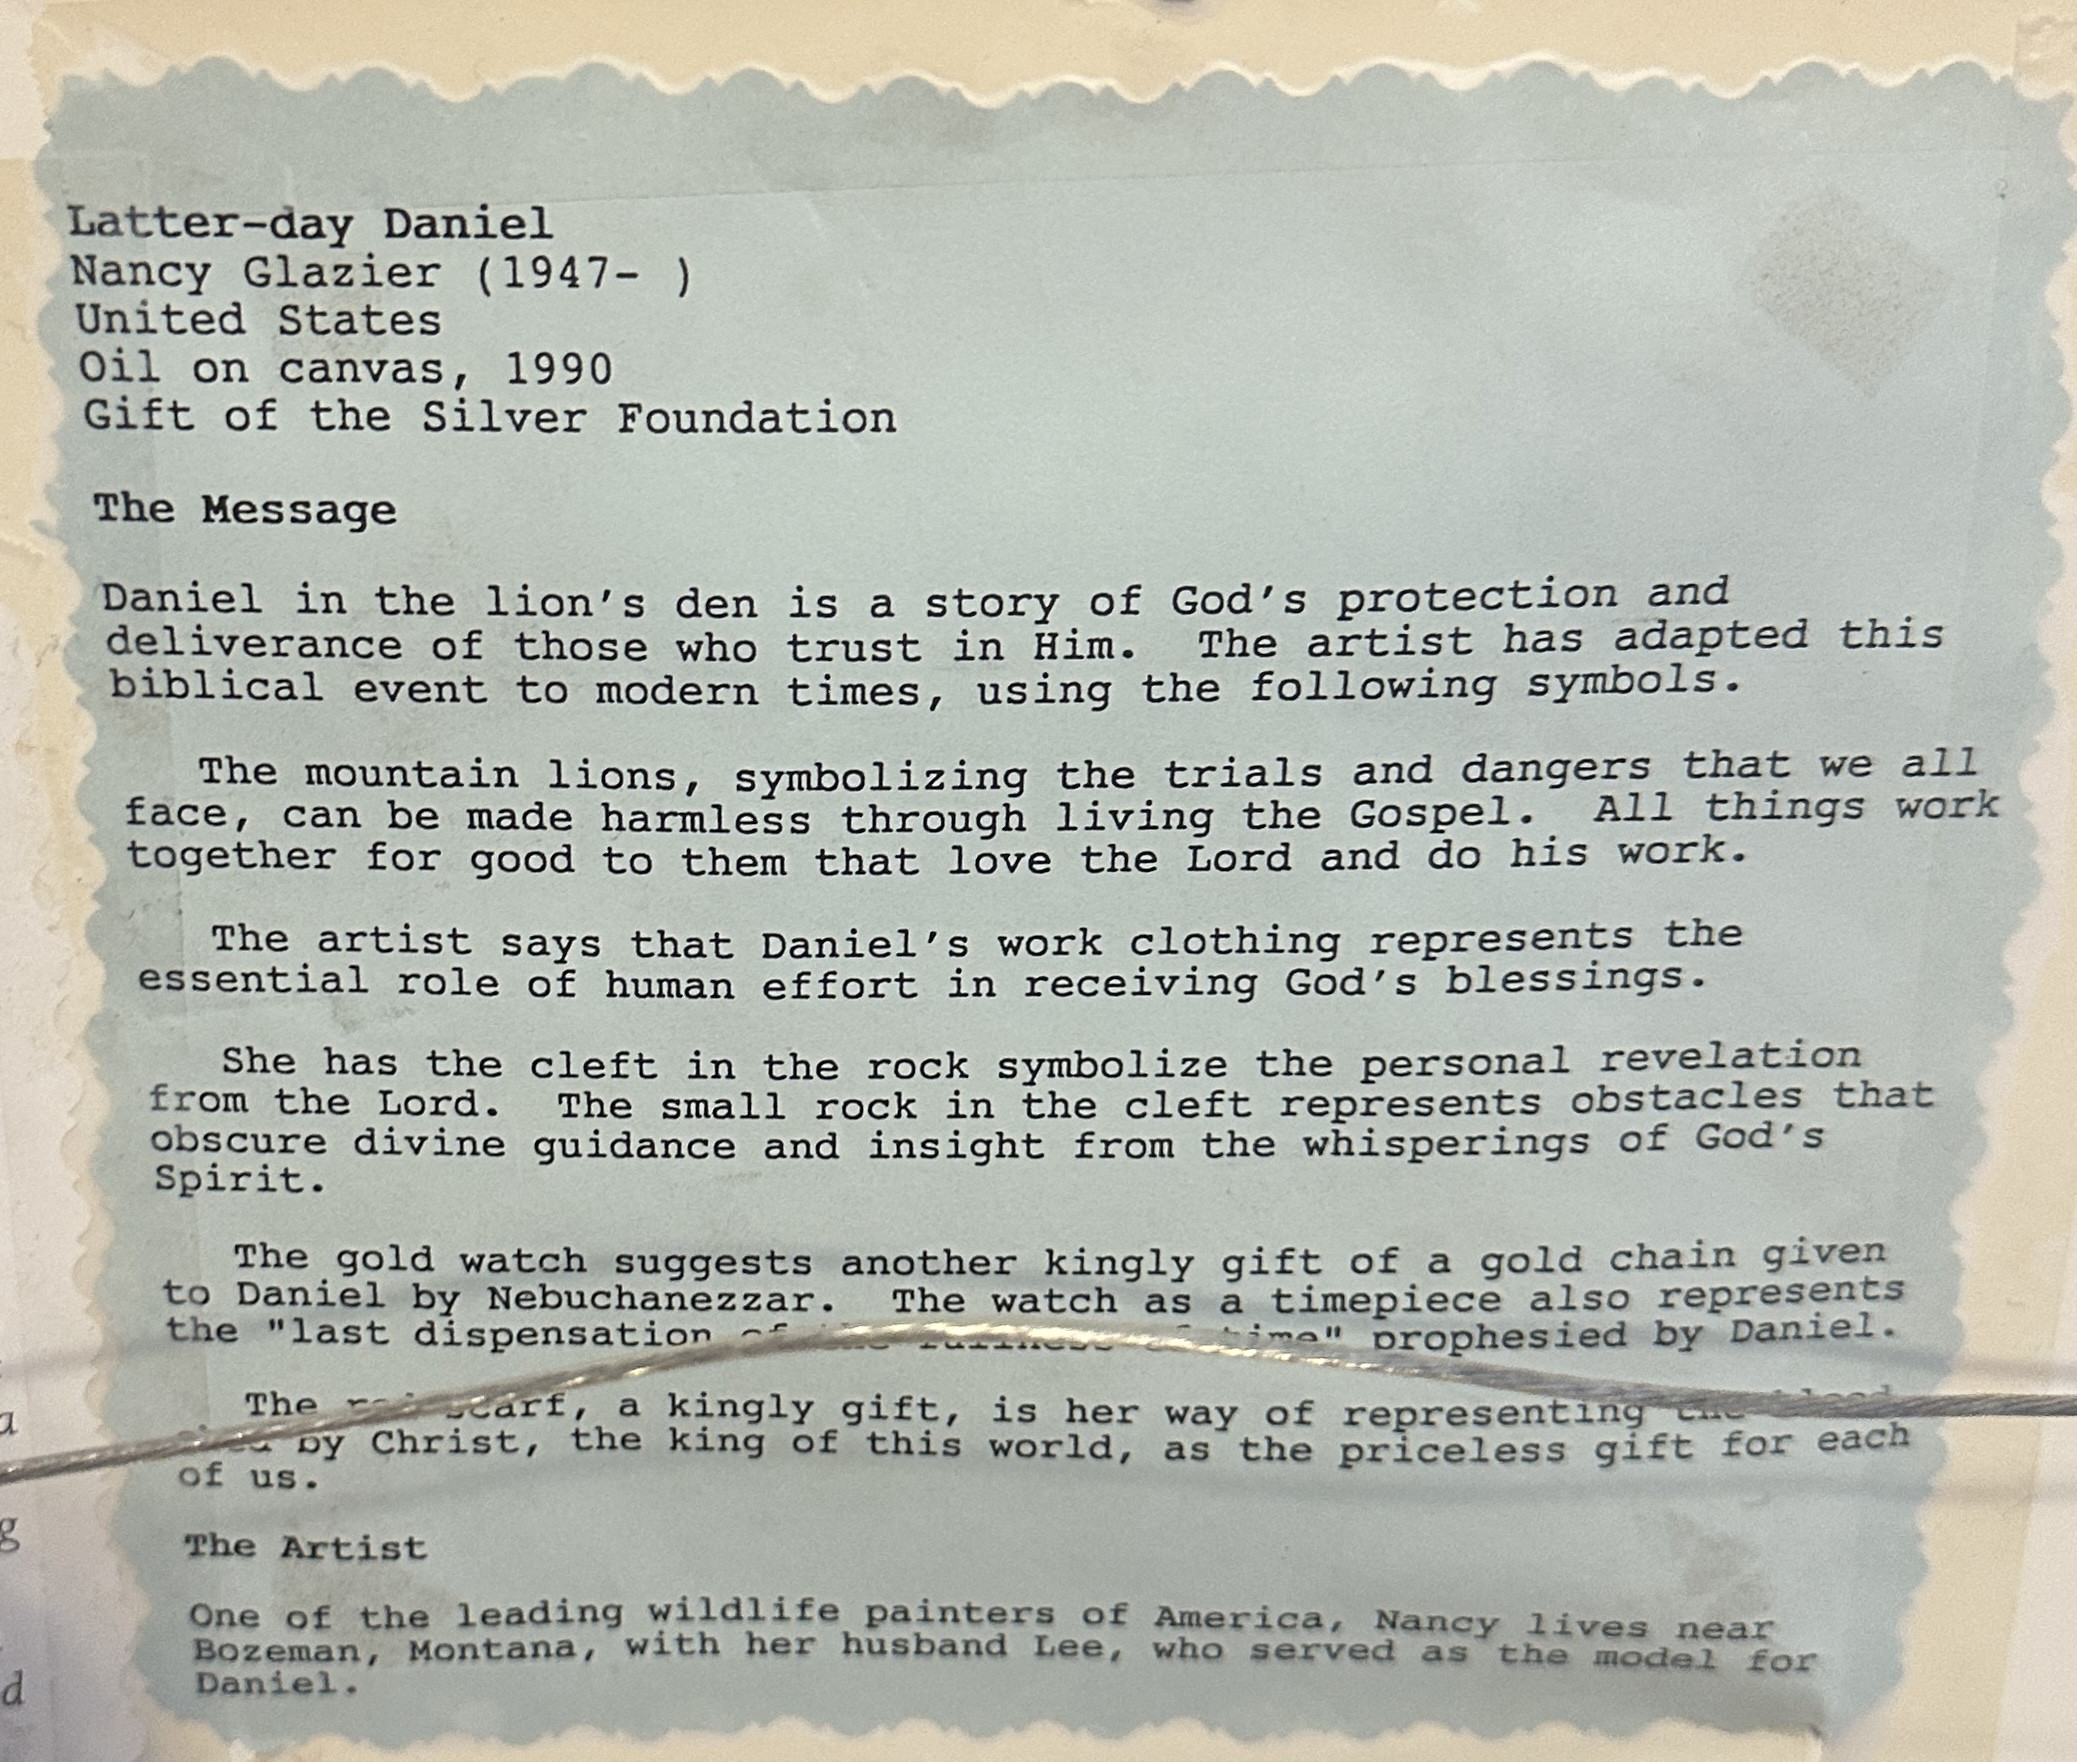 Latter-day Daniel
Nancy Glazier (1947- )
United States
Oil on canvas, 1990
Gift of the Silver Foundation
The Message
Daniel in the lion's den is a story of God's protection and
deliverance of those who trust in Him. The artist has adapted this
biblical event to modern times, using the following symbols.
The mountain lions, symbolizing the trials and dangers that we all
face, can be made harmless through living the Gospel. All things work
together for good to them that love the Lord and do his work.
The artist says that Daniel's work clothing represents the
essential role of human effort in receiving God's blessings.
She has the cleft in the rock symbolize the personal revelation
from the Lord. The small rock in the cleft represents obstacles that
obscure divine guidance and insight from the whisperings of God's
Spirit.
The gold watch suggests another kingly gift of a gold chain given
to Daniel by Nebuchanezzar. The watch as a timepiece also represents
the "last dispensation of the fullness of time" prophesied by Daniel.
The scarf, a kingly gift, is her way of representing the blood
by Christ, the king of this world, as the priceless gift for each
of us.
The Artist
One of the leading wildlife painters of America, Nancy lives near
Bozeman, Montana, with her husband Lee, who served as the model for
Daniel.